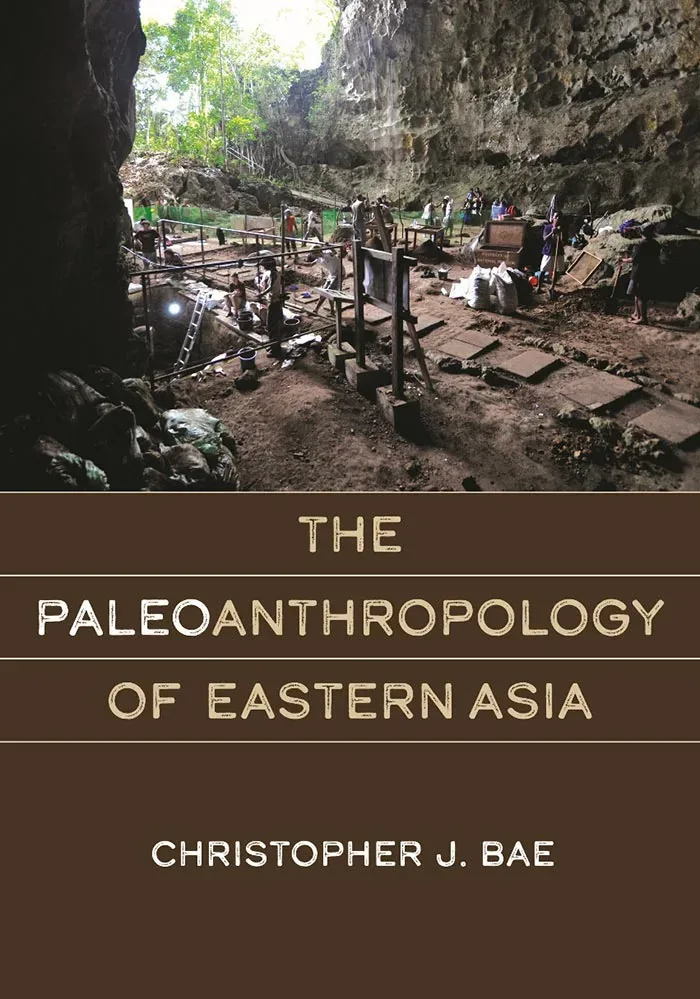 THE
PALEOANTHROPOLOGY
OF EASTERN ASIA
CHRISTOPHER J. BAE